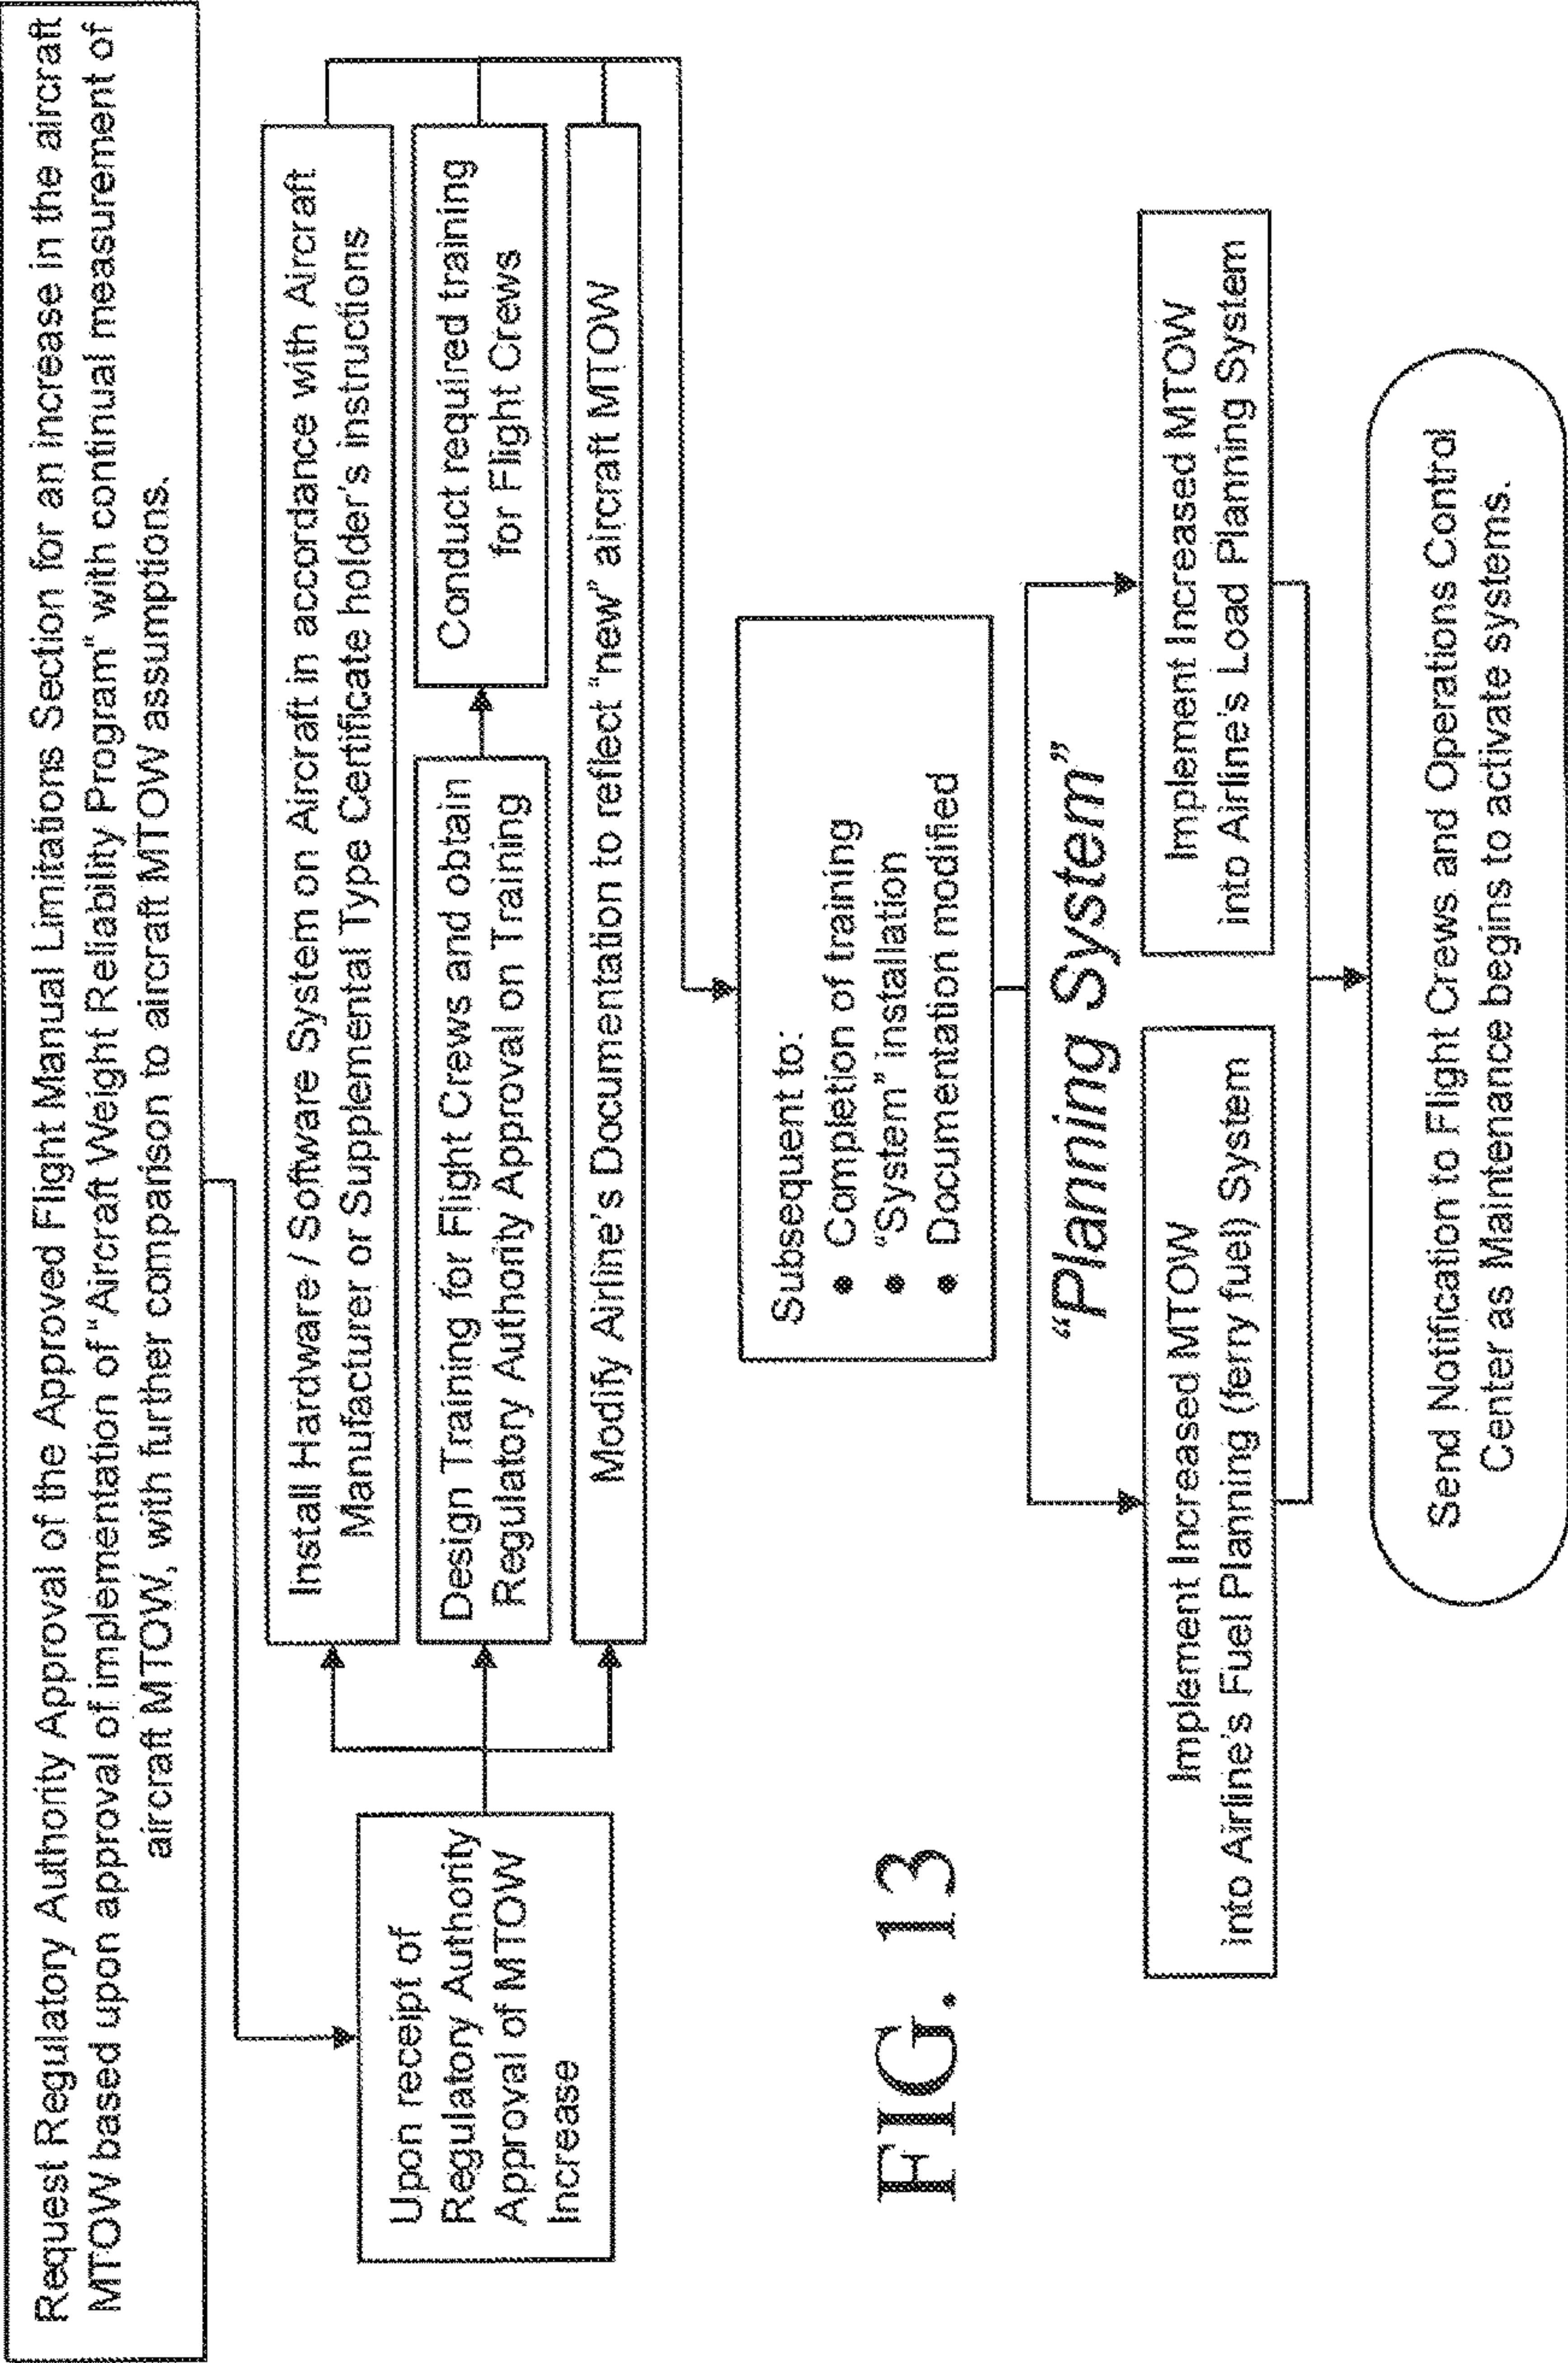 Request Regulatory Authority Approval of the Approved Flight Manual Limitations Section for an increase in the aircraft
MTOW based upon approval of implementation of "Aircraft Weight Reliability Program" with continual measurement of
aircraft MTOW, with further comparison to aircraft MTOW assumptions.
Upon receipt of
Regulatory Authority
Approval of MTOW
Increase
Install Hardware / Software System on Aircraft in accordance with Aircraft
Manufacturer or Supplemental Type Certificate holder's instructions
Design Training for Flight Crews and obtain
Regulatory Authority Approval on Training
Conduct required training
for Flight Crews
Modify Airline's Documentation to reflect "new" aircraft MTOW
Subsequent to:
• Completion of training
• "System" installation
• Documentation modified
"Planning System"
Implement Increased MTOW
into Airline's Fuel Planning (ferry fuel) System
Implement Increased MTOW
into Airline's Load Planning System
Send Notification to Flight Crews and Operations Control
Center as Maintenance begins to activate systems.
FIG. 13